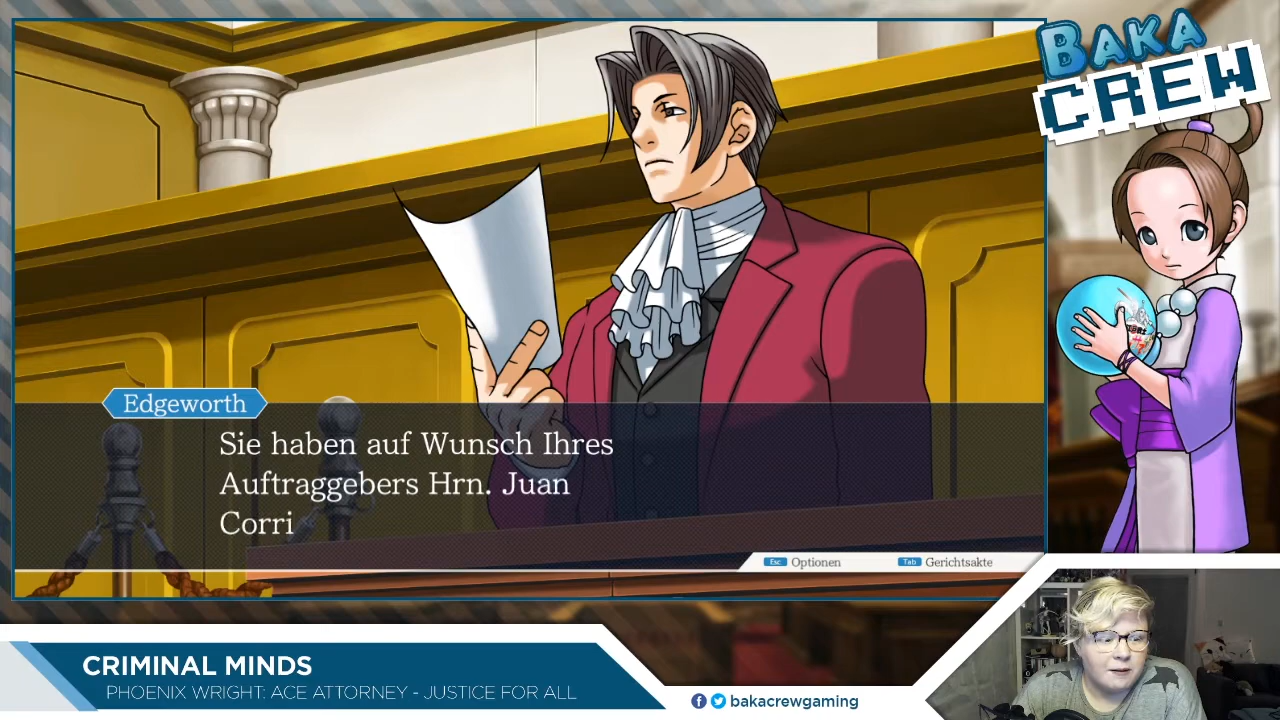 BAKA
CREW
Edgeworth
Sie haben auf Wunsch Ihres
Auftraggebers Hrn. Juan
Corri
Esc Optionen
Tab Gerichtsakte
CRIMINAL MINDS
PHOENIX WRIGHT: ACE ATTORNEY - JUSTICE FOR ALL
bakacrewgaming